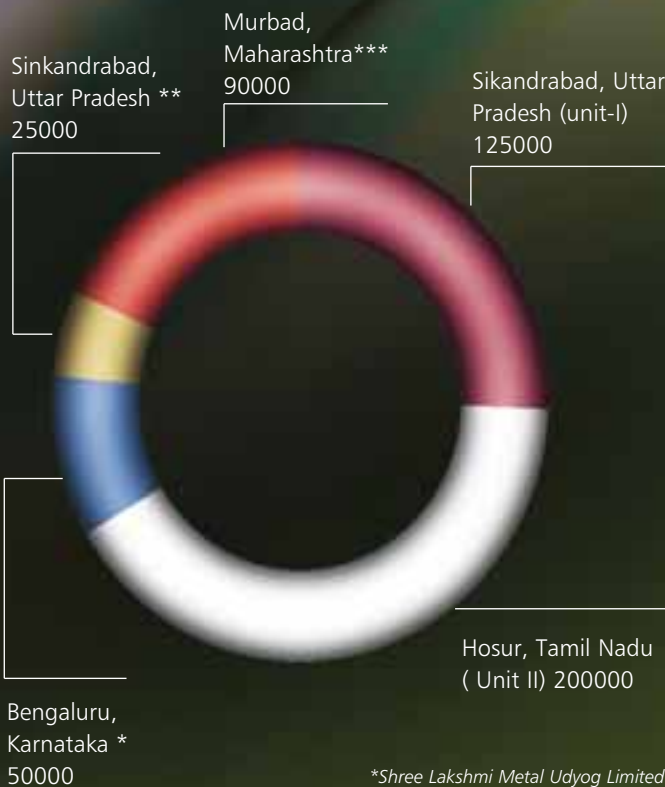 Murbad,
Maharashtra***
90000
Sinkandrabad,
Uttar Pradesh **
25000
Sikandrabad, Uttar
Pradesh (unit-I)
125000
Hosur, Tamil Nadu
( Unit II) 200000
Bengaluru,
Karnataka *
50000
*Shree Lakshmi Metal Udyog Limited